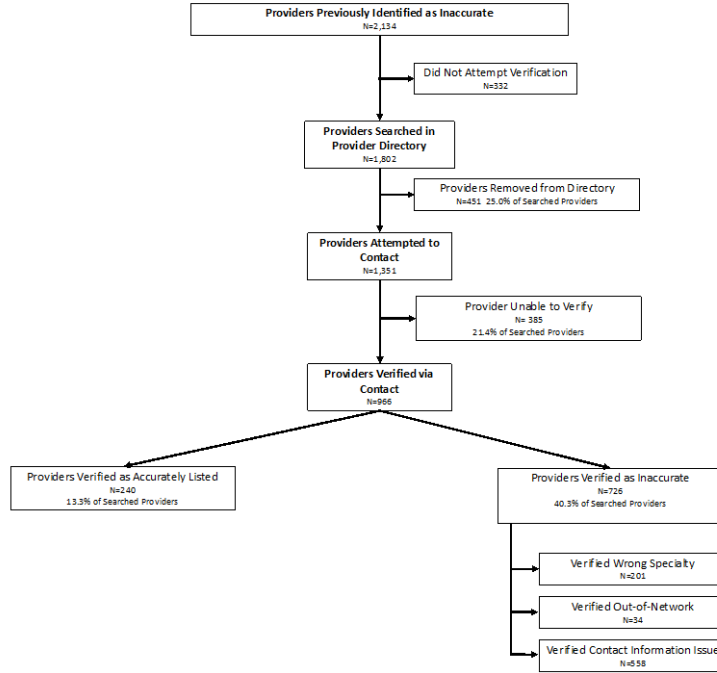 Providers Previously Identified as Inaccurate
N=2,134
Did Not Attempt Verification
N=332
Providers Searched in
Provider Directory
N=1,802
Providers Removed from Directory
N=451 25.0% of Searched Providers
Providers Attempted to
Contact
N=1,351
Provider Unable to Verify
N= 385
21.4% of Searched Providers
Providers Verified via
Contact
N=966
Providers Verified as Accurately Listed
N=240
13.3% of Searched Providers
Providers Verified as Inaccurate
N=726
40.3% of Searched Providers
Verified Wrong Specialty
N=201
Verified Out-of-Network
N=34
Verified Contact Information Issue
N=558